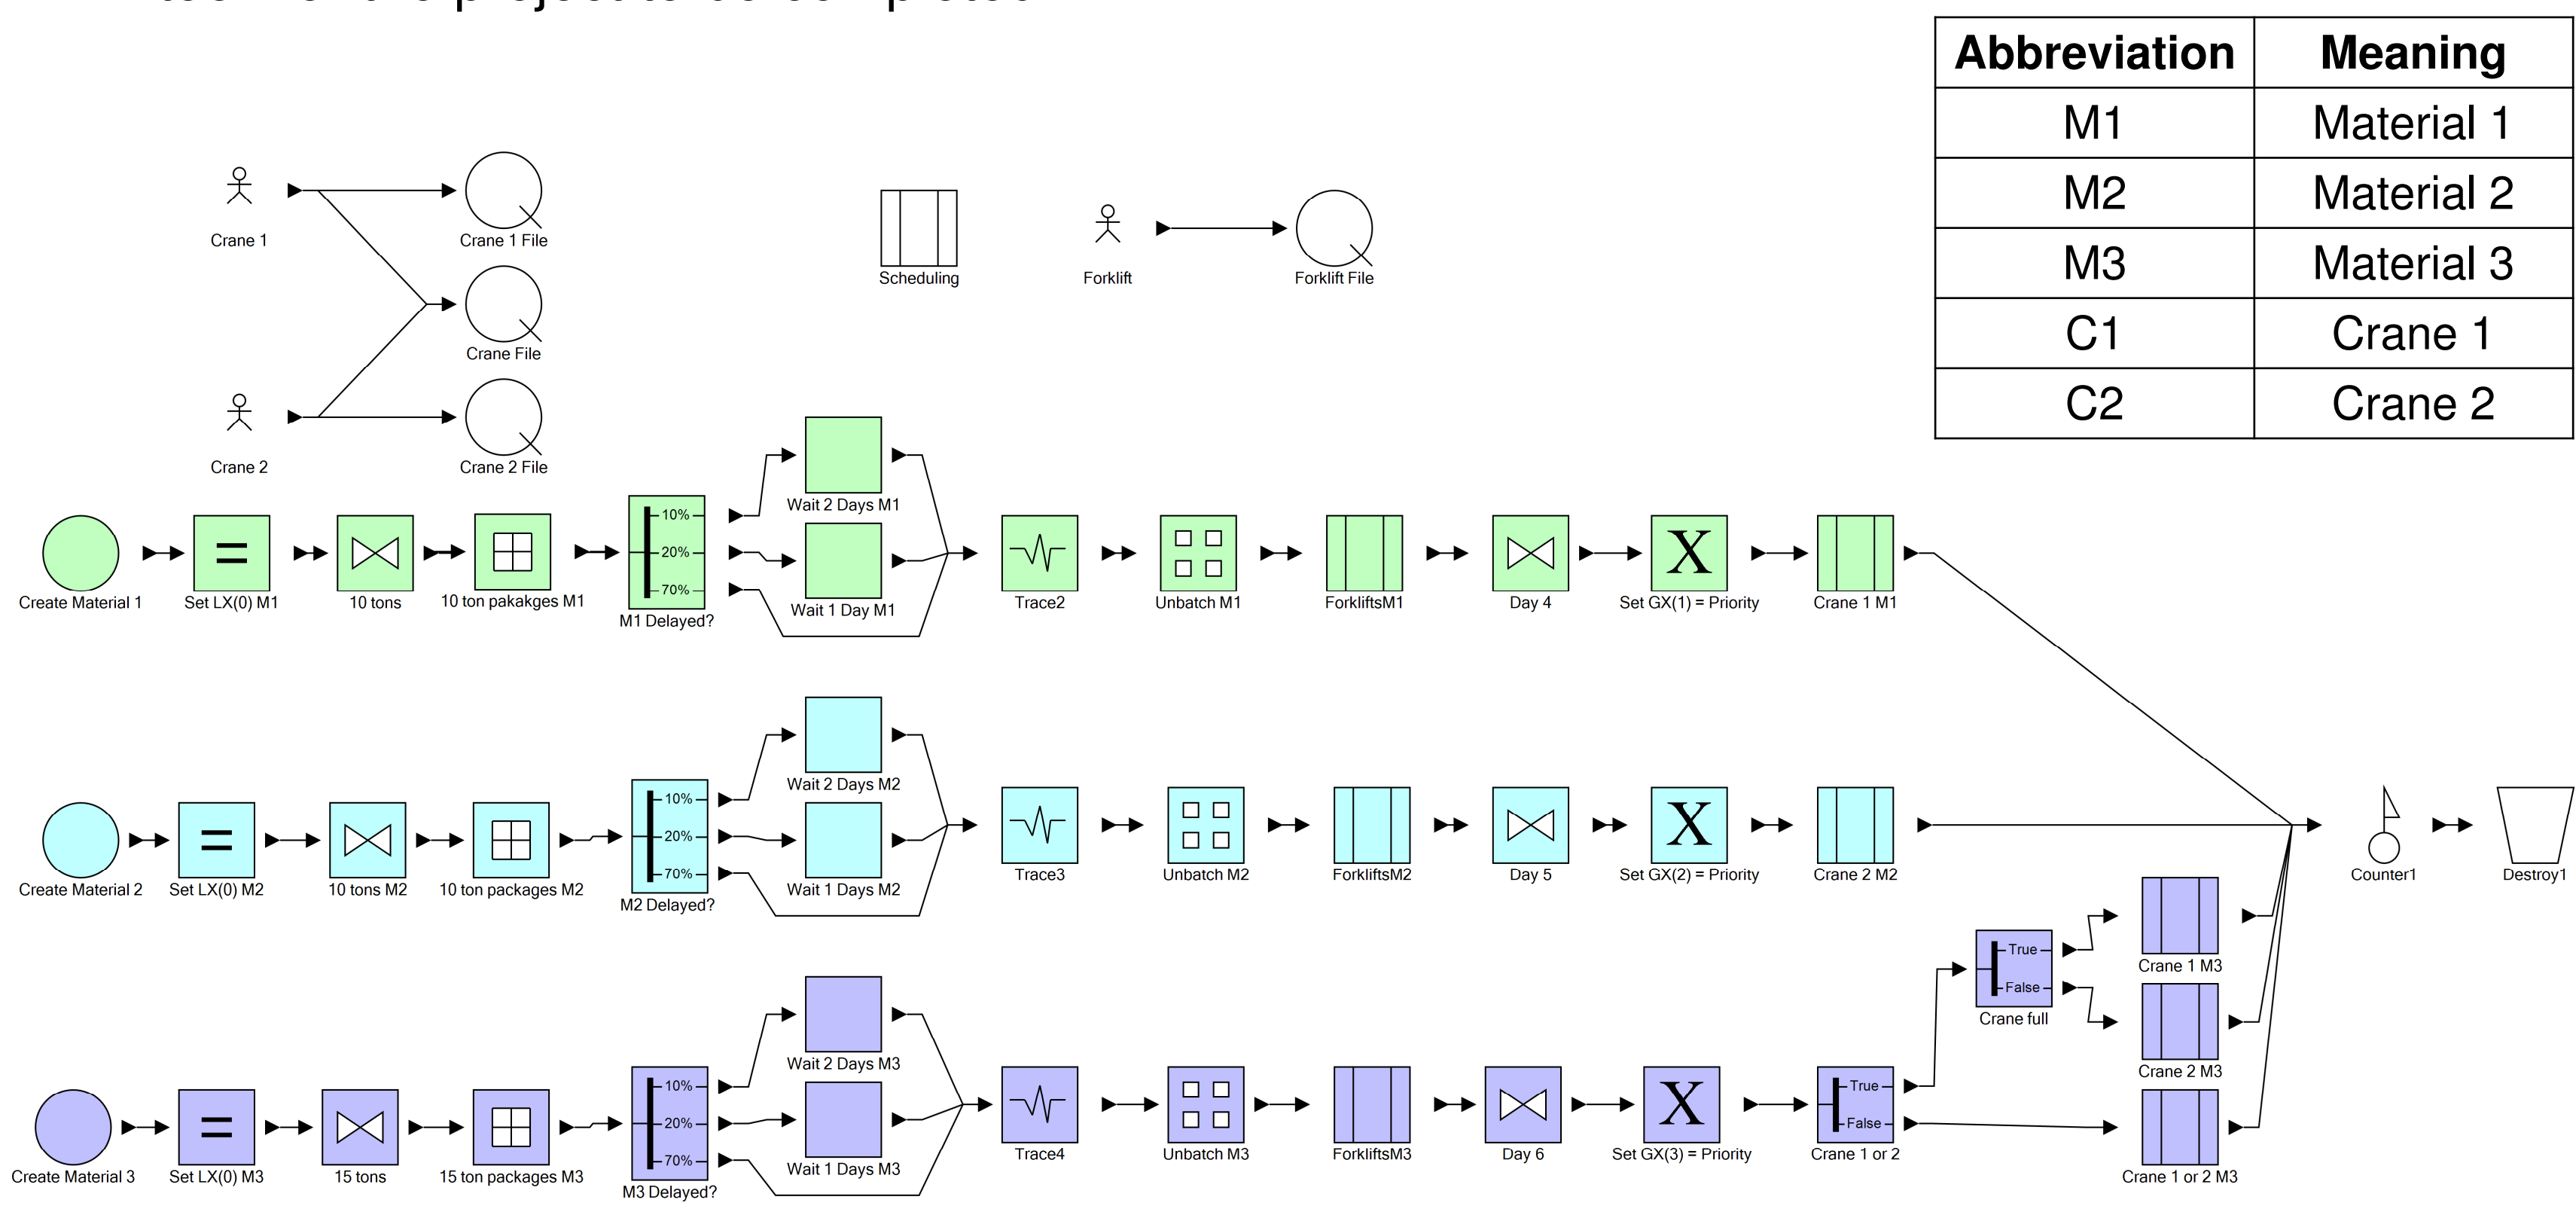 Abbreviation Meaning
M1 Material 1
M2 Material 2
M3 Material 3
C1 Crane 1
C2 Crane 2
Crane 1
Crane 1 File
Crane File
Crane 2
Crane 2 File
Scheduling
Forklift
Forklift File
Create Material 1
Set LX(0) M1
10 tons
10 ton pakakges M1
10%
20%
70%
M1 Delayed?
Wait 2 Days M1
Wait 1 Day M1
Trace2
Unbatch M1
ForkliftsM1
Day 4
X
Set GX(1) = Priority
Crane 1 M1
Create Material 2
Set LX(0) M2
10 tons M2
10 ton packages M2
10%
20%
70%
M2 Delayed?
Wait 2 Days M2
Wait 1 Days M2
Trace3
Unbatch M2
ForkliftsM2
Day 5
X
Set GX(2) = Priority
Crane 2 M2
Counter1
Destroy1
Create Material 3
Set LX(0) M3
15 tons
15 ton packages M3
10%
20%
70%
M3 Delayed?
Wait 2 Days M3
Wait 1 Days M3
Trace4
Unbatch M3
ForkliftsM3
Day 6
X
Set GX(3) = Priority
True
False
Crane 1 or 2
True
False
Crane full
Crane 1 M3
Crane 2 M3
Crane 1 or 2 M3